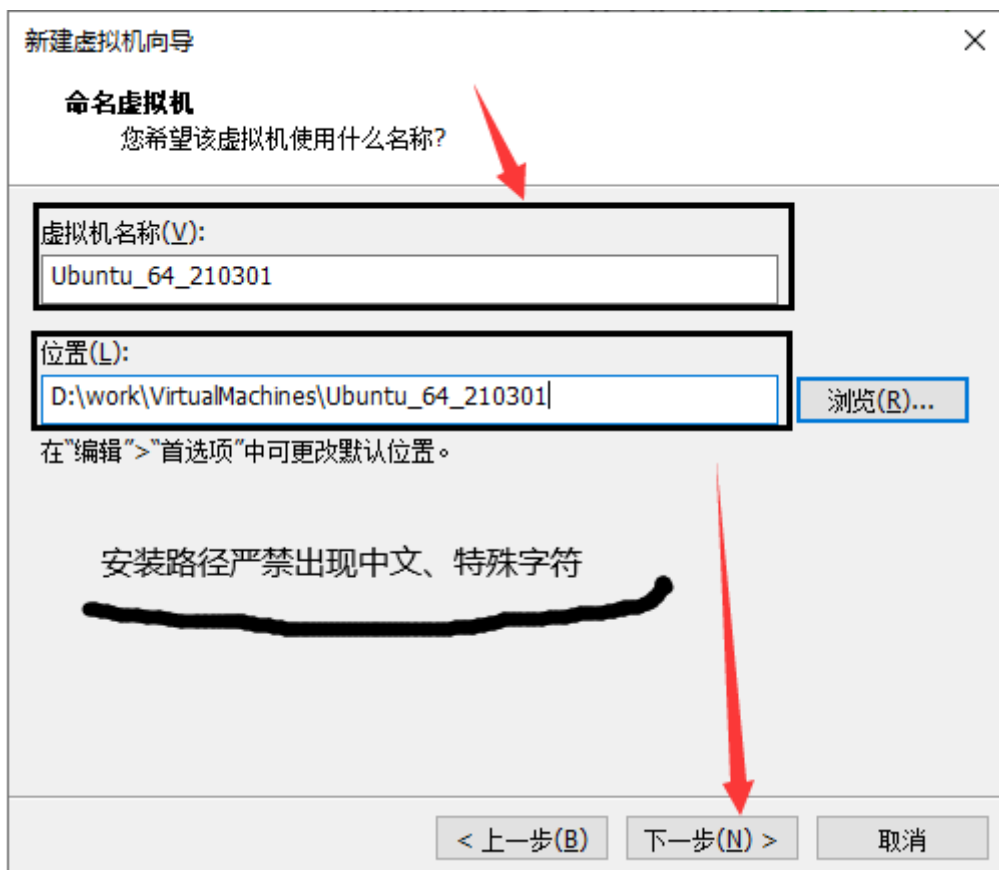 新建虚拟机向导
命名虚拟机
您希望该虚拟机使用什么名称?
虚拟机名称(V):
Ubuntu_64_210301
位置(L):
D:\work\VirtualMachines\Ubuntu_64_210301
浏览(R)...
在"编辑">"首选项"中可更改默认位置。
安装路径严禁出现中文、特殊字符
< 上一步(B) 下一步(N) > 取消